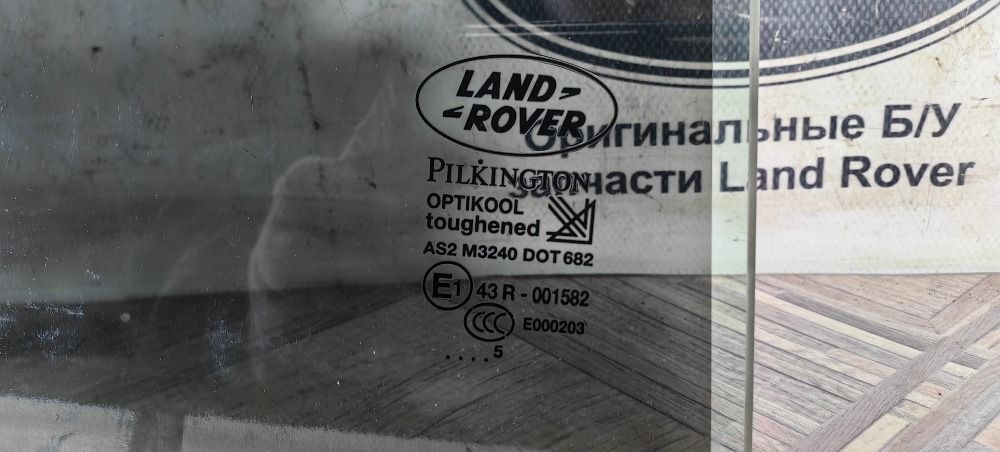 LAND
ROVER
PILKINGTON
OPTIKOOL
toughened
AS2 M3240 DOT 682
E1 43 R - 001582
CCC E000203
....5
Оригинальные Б/У
запчасти Land Rover